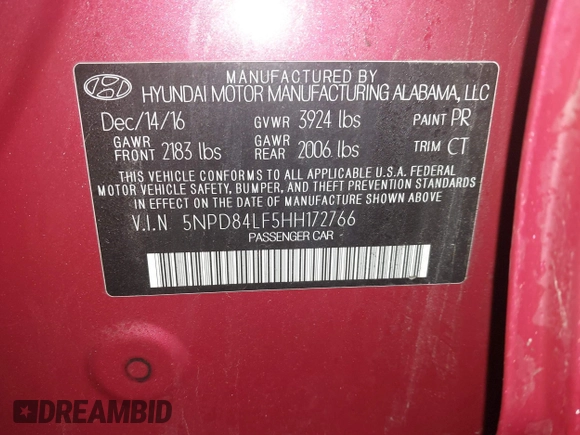 MANUFACTURED BY
HYUNDAI MOTOR MANUFACTURING ALABAMA, LLC
Dec/14/16 GVWR 3924 lbs PAINT PR
GAWR FRONT 2183 lbs GAWR REAR 2006 lbs TRIM CT
THIS VEHICLE CONFORMS TO ALL APPLICABLE U.S.A. FEDERAL
MOTOR VEHICLE SAFETY, BUMPER, AND THEFT PREVENTION STANDARDS
IN EFFECT ON THE DATE OF MANUFACTURE SHOWN ABOVE
V.I.N 5NPD84LF5HH172766
PASSENGER CAR
DREAMBID